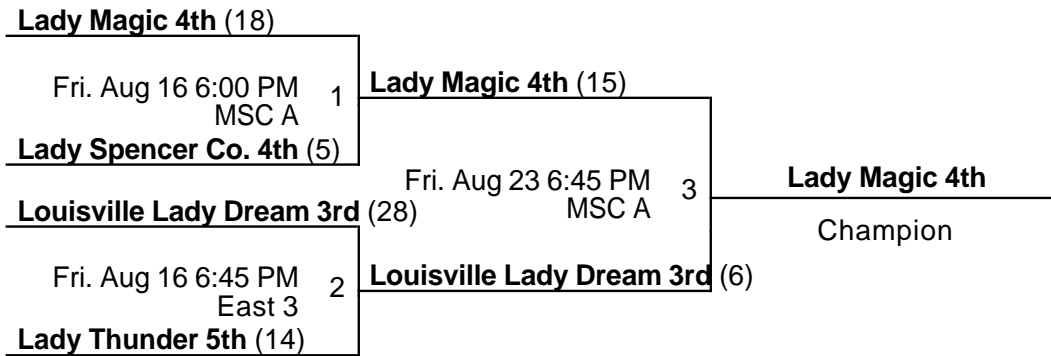 Lady Magic 4th (18)
Fri. Aug 16 6:00 PM
MSC A
1
Lady Magic 4th (15)
Lady Spencer Co. 4th (5)
Fri. Aug 23 6:45 PM
MSC A
3
Lady Magic 4th
Champion
Louisville Lady Dream 3rd (28)
Fri. Aug 16 6:45 PM
East 3
2
Louisville Lady Dream 3rd (6)
Lady Thunder 5th (14)